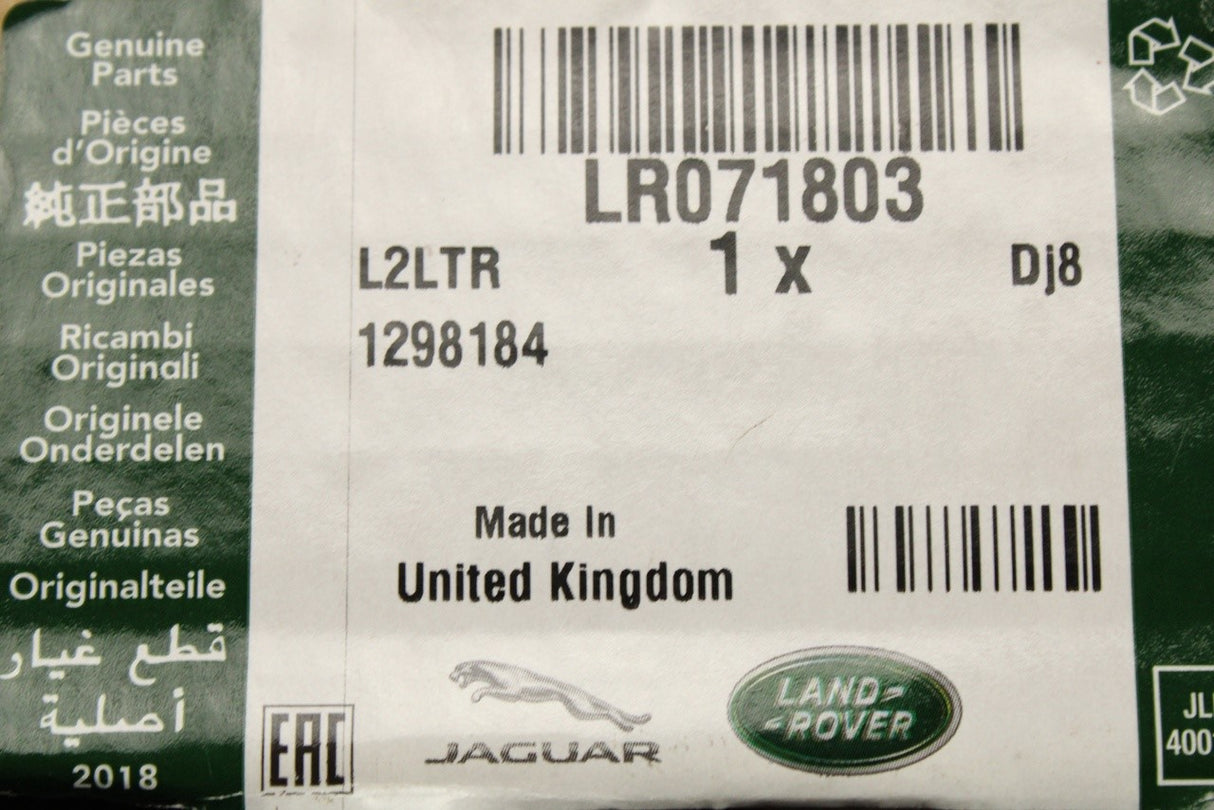 Genuine
Parts
Pièces
d'Origine
純正部品
Piezas
Originales
Ricambi
Originali
Originele
Onderdelen
Peças
Genuinas
Originalteile
قطع غيار
أصلية
2018
LR071803
L2LTR 1 x Dj8
1298184
Made In
United Kingdom
EAC
JAGUAR
LAND-
-ROVER